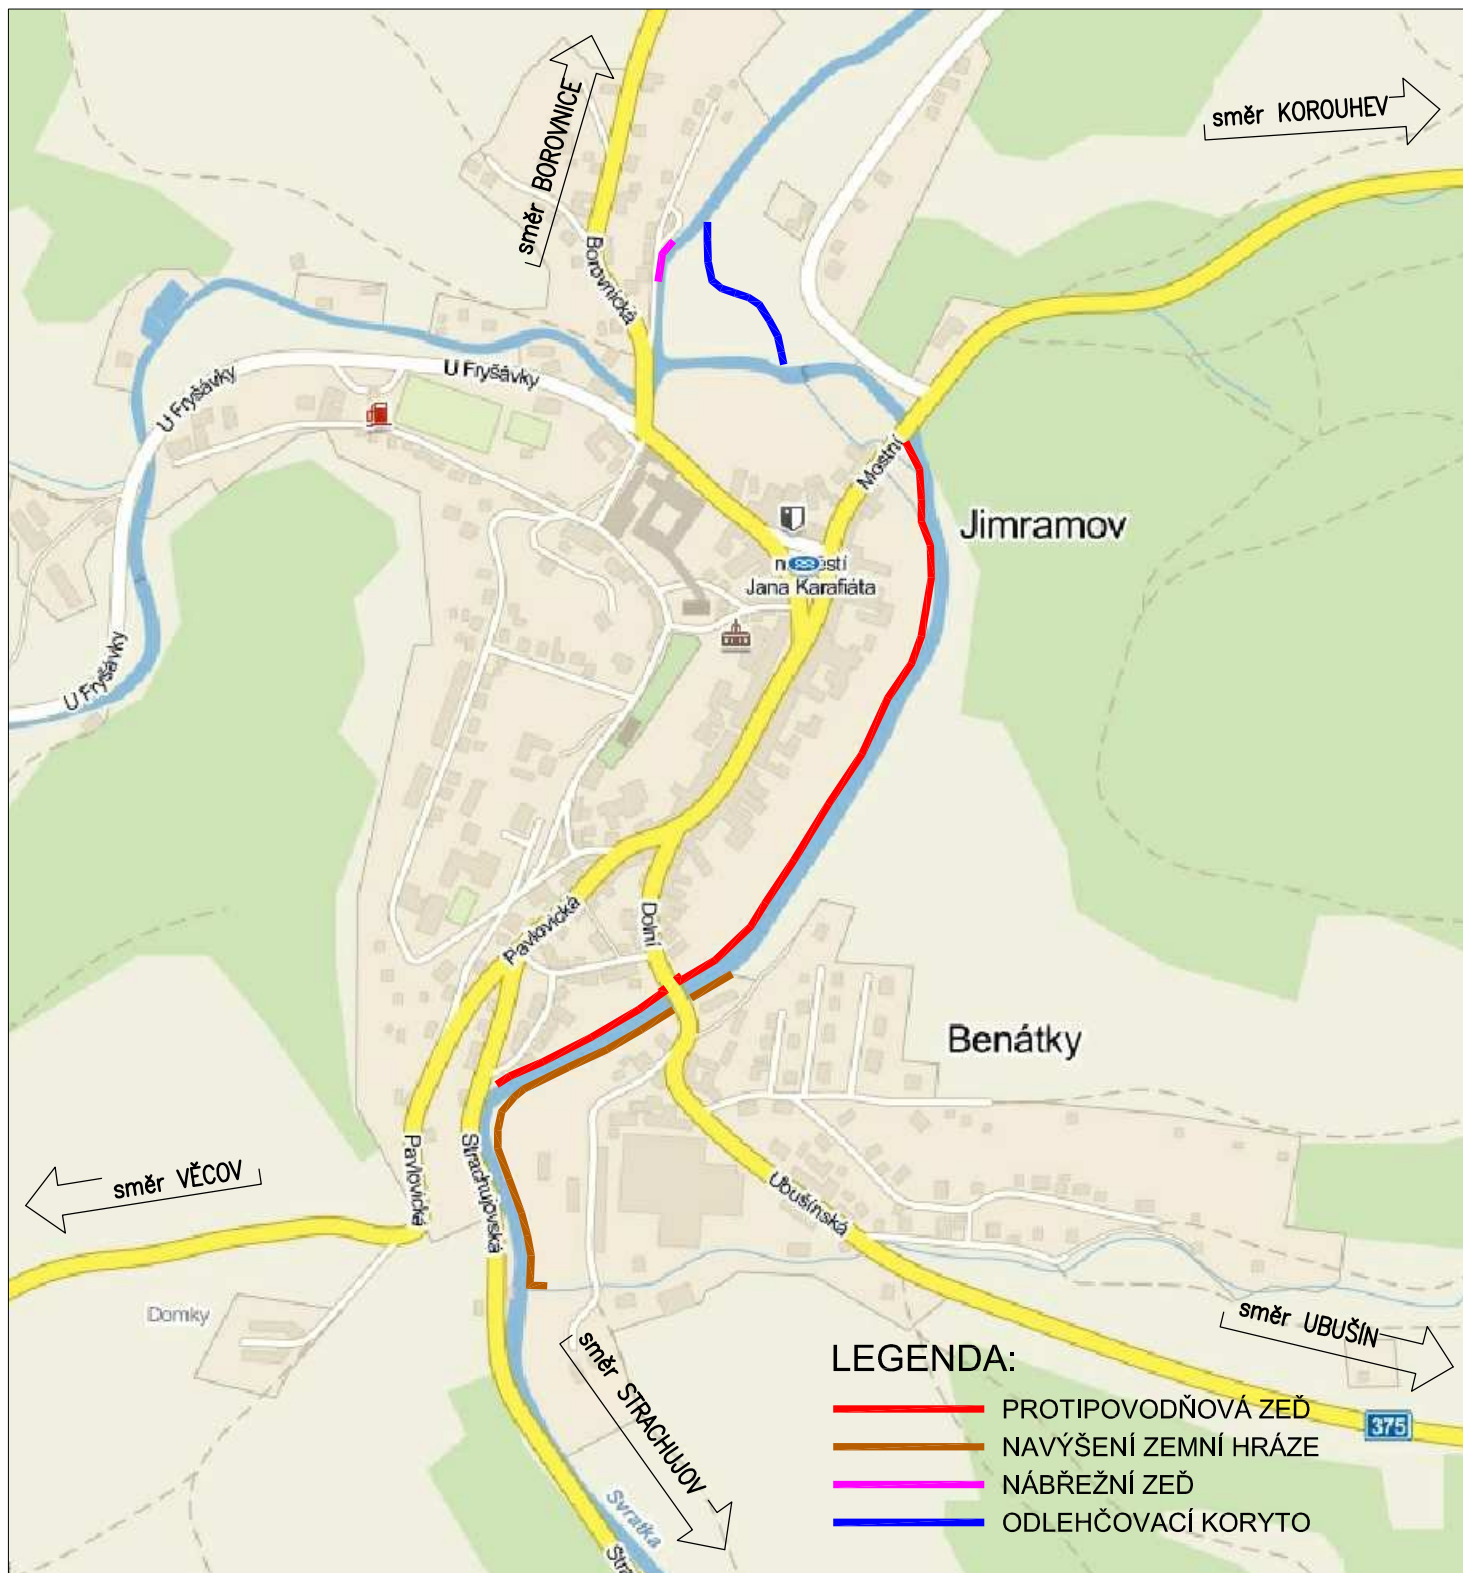 směr BOROVNICE
směr KOROUHEV
Borovnická
U Fryšávky
U Fryšávky
Mostní
Jimramov
Jana Karafiáta
U Fryšávky
Dolní
Pavlovická
Benátky
Pavlovická
Strachujovská
směr VĚCOV
Ubušínská
Domky
směr UBUŠÍN
směr STRACHUJOV
LEGENDA:
PROTIPOVODŇOVÁ ZEĎ
375
NAVÝŠENÍ ZEMNÍ HRÁZE
NÁBŘEŽNÍ ZEĎ
ODLEHČOVACÍ KORYTO
Svratka